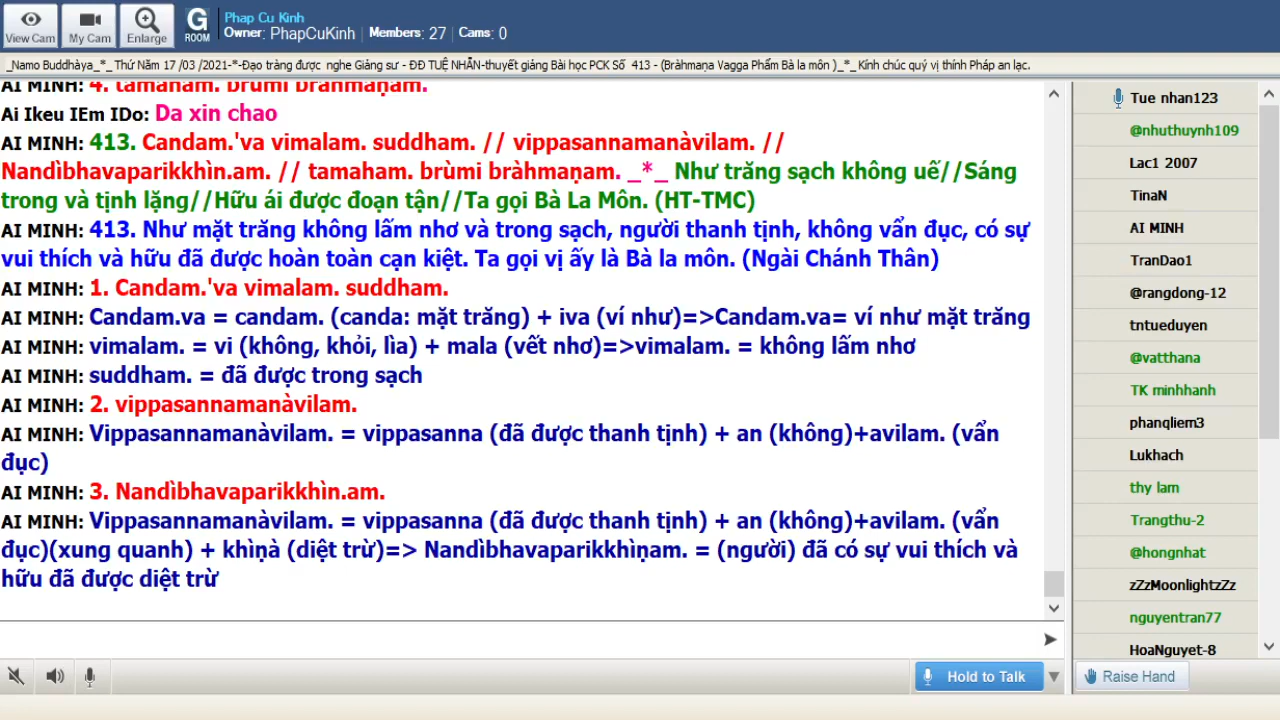 View Cam
My Cam
Enlarge
G ROOM
Phap Cu Kinh
Owner: PhapCuKinh | Members: 27 | Cams: 0
_Namo Buddhàya_*_ Thứ Năm 17 /03 /2021-*-Đạo tràng được nghe Giảng sư - ĐĐ TUỆ NHẪN-thuyết giảng Bài học PCK Số 413 - (Bràhmaṇa Vagga Phẩm Bà la môn )_*_Kính chúc quý vị thính Pháp an lạc.
AI MINH: 4. tamaham. brùmi bràhmaṇam.
Ai Ikeu IEm IDo: Da xin chao
AI MINH: 413. Candam.'va vimalam. suddham. // vippasannamanàvilam. //
Nandìbhavaparikkhìn.am. // tamaham. brùmi bràhmaṇam. _*_ Như trăng sạch không uế//Sáng
trong và tịnh lặng//Hữu ái được đoạn tận//Ta gọi Bà La Môn. (HT-TMC)
AI MINH: 413. Như mặt trăng không lấm nhơ và trong sạch, người thanh tịnh, không vẩn đục, có sự
vui thích và hữu đã được hoàn toàn cạn kiệt. Ta gọi vị ấy là Bà la môn. (Ngài Chánh Thân)
AI MINH: 1. Candam.'va vimalam. suddham.
AI MINH: Candam.va = candam. (canda: mặt trăng) + iva (ví như)=>Candam.va= ví như mặt trăng
AI MINH: vimalam. = vi (không, khỏi, lìa) + mala (vết nhơ)=>vimalam. = không lấm nhơ
AI MINH: suddham. = đã được trong sạch
AI MINH: 2. vippasannamanàvilam.
AI MINH: Vippasannamanàvilam. = vippasanna (đã được thanh tịnh) + an (không)+avilam. (vẩn
đục)
AI MINH: 3. Nandìbhavaparikkhìn.am.
AI MINH: Vippasannamanàvilam. = vippasanna (đã được thanh tịnh) + an (không)+avilam. (vẩn
đục)(xung quanh) + khìṇà (diệt trừ)=> Nandìbhavaparikkhìṇam. = (người) đã có sự vui thích và
hữu đã được diệt trừ
Hold to Talk
Tue nhan123
@nhuthuynh109
Lac1 2007
TinaN
AI MINH
TranDao1
@rangdong-12
tntueduyen
@vatthana
TK minhhanh
phanqliem3
Lukhach
thy lam
Trangthu-2
@hongnhat
zZzMoonlightzZz
nguyentran77
HoaNguyet-8
Raise Hand